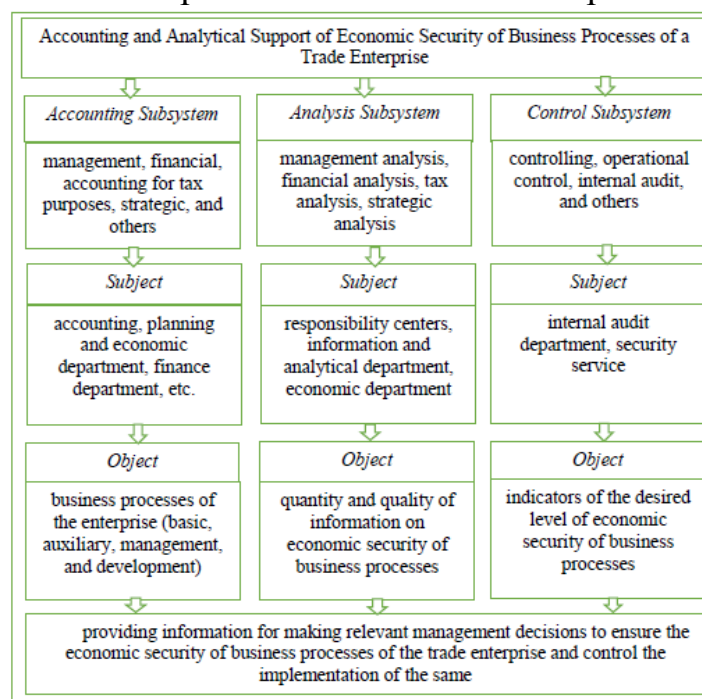 Accounting and Analytical Support of Economic Security of Business Processes of a
Trade Enterprise
Accounting Subsystem
management, financial,
accounting for tax
purposes, strategic, and
others
Subject
accounting, planning
and economic
department, finance
department, etc.
Object
business processes of
the enterprise (basic,
auxiliary, management,
and development)
Analysis Subsystem
management analysis,
financial analysis, tax
analysis, strategic
analysis
Subject
responsibility centers,
information and
analytical department,
economic department
Object
quantity and quality of
information on
economic security of
business processes
Control Subsystem
controlling, operational
control, internal audit,
and others
Subject
internal audit
department, security
service
Object
indicators of the desired
level of economic
security of business
processes
providing information for making relevant management decisions to ensure the
economic security of business processes of the trade enterprise and control the
implementation of the same